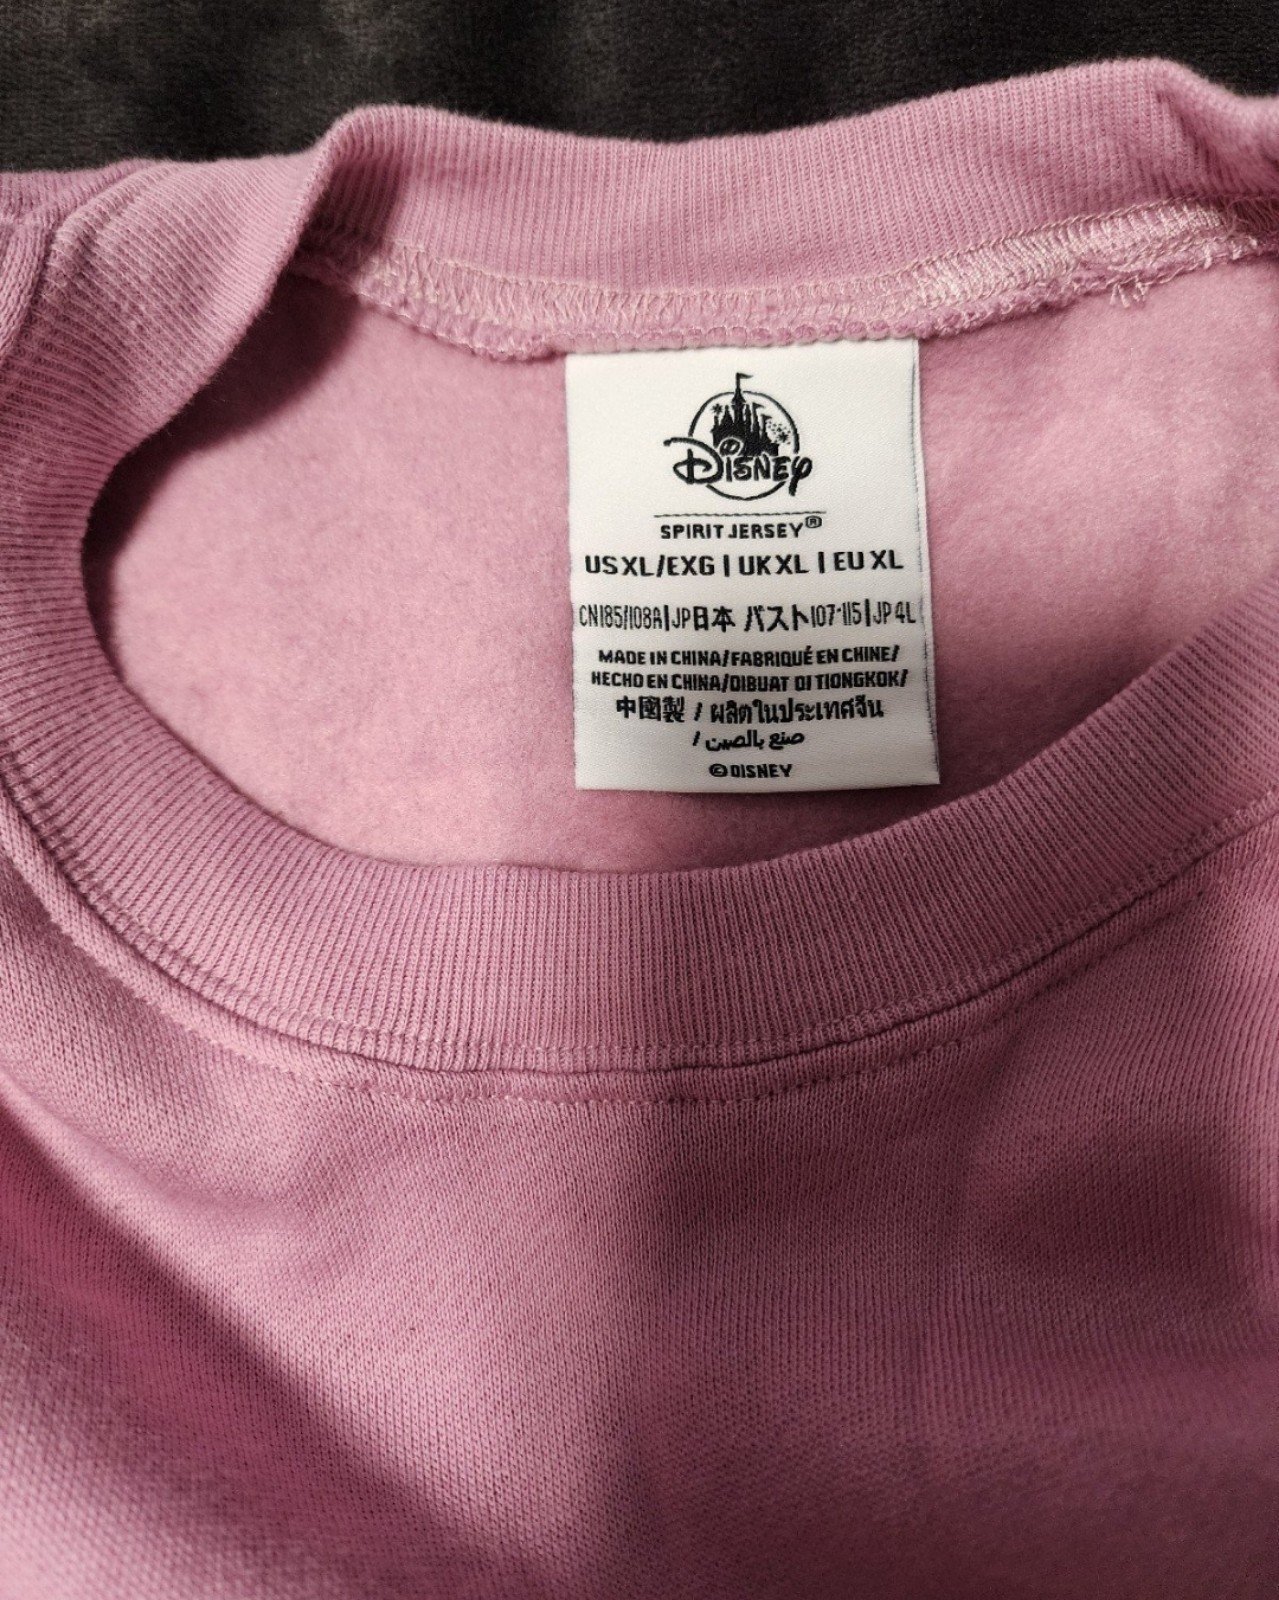 DISNEY
SPIRIT JERSEY®
US XL/EXG | UK XL | EU XL
CN185/108A|JP日本 バスト107-115|JP 4L
MADE IN CHINA/FABRIQUÉ EN CHINE/
HECHO EN CHINA/DIBUAT DI TIONGKOK/
中國製 / ผลิตในประเทศจีน
/ صنع بالصين
©DISNEY